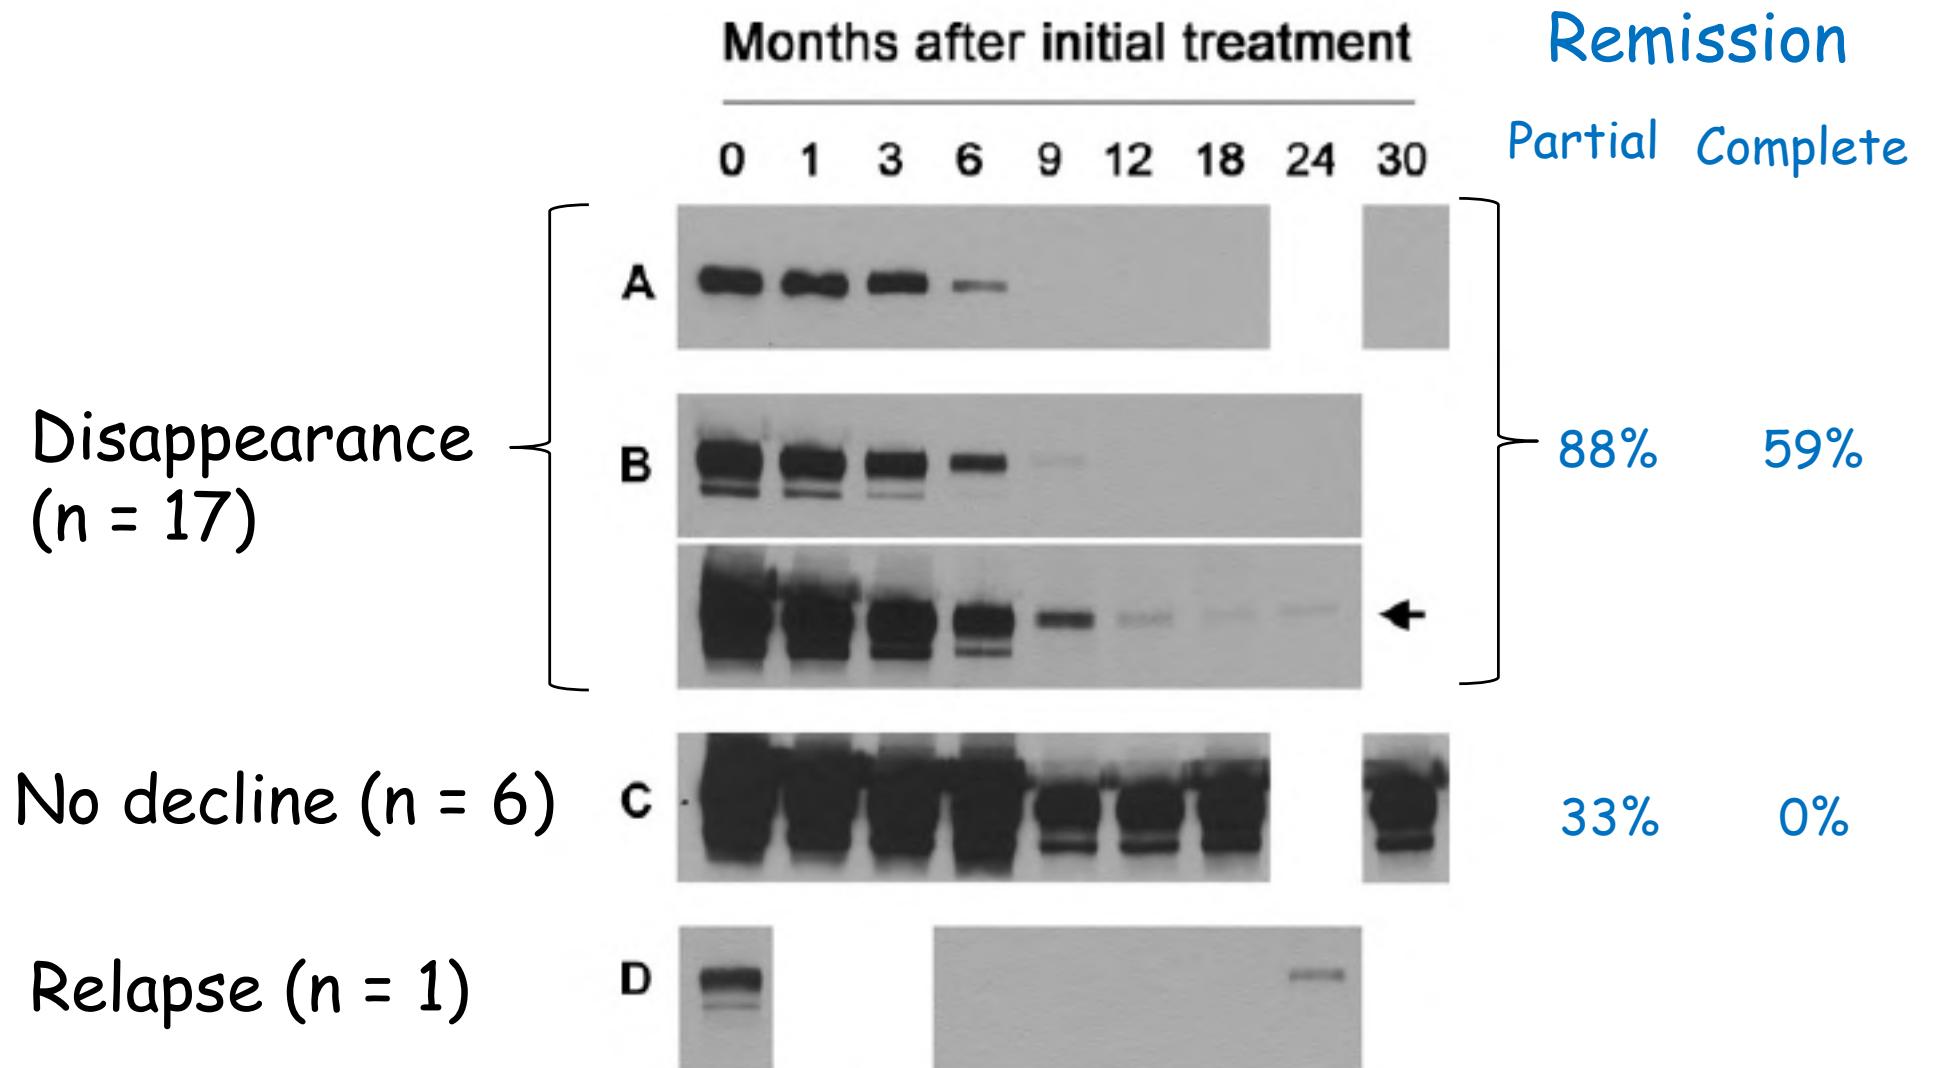 Months after initial treatment
Remission
Partial Complete
0 1 3 6 9 12 18 24 30
A
Disappearance
(n = 17)
B
88% 59%
No decline (n = 6)
C
33% 0%
Relapse (n = 1)
D